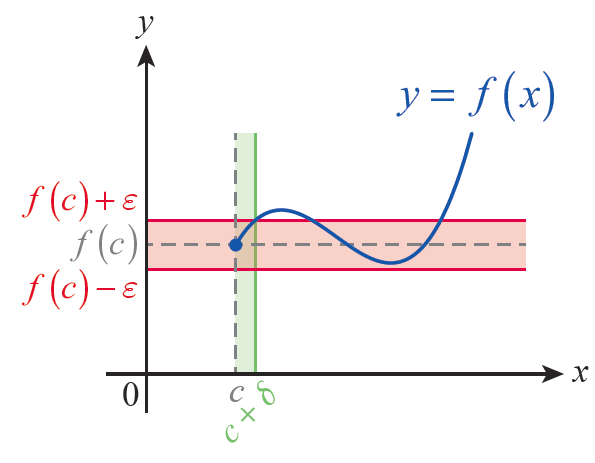 y
y = f(x)
f(c)+ ε
f(c)
f(c)− ε
0
c
c + δ
x